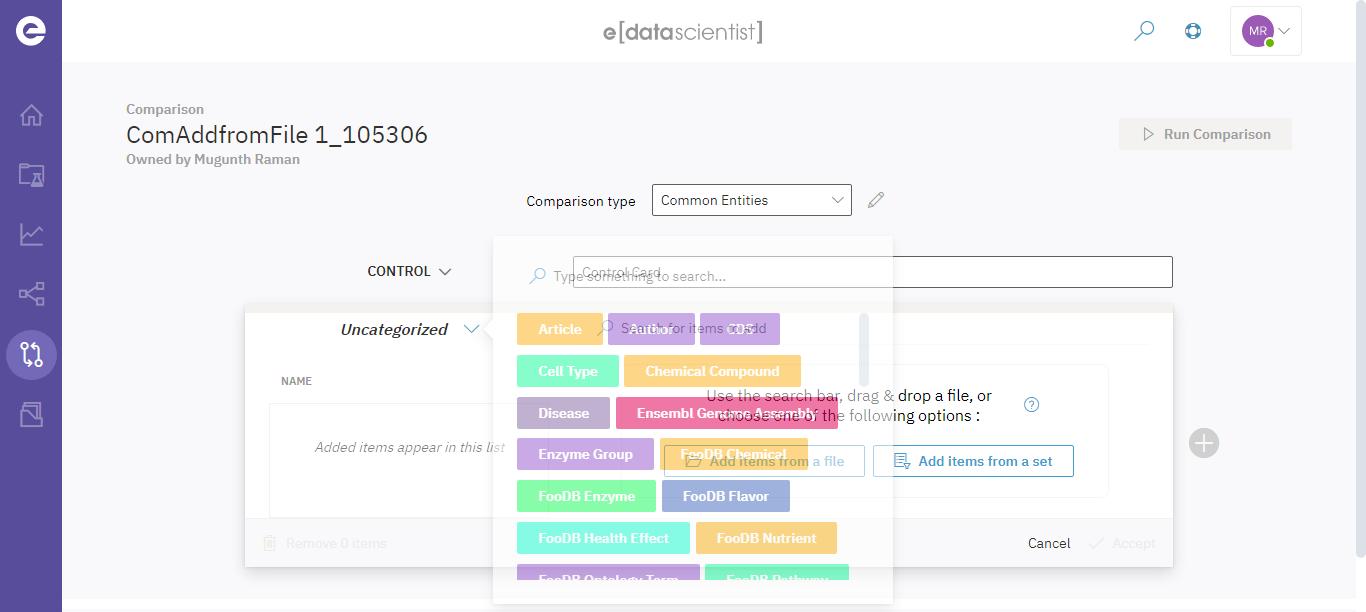 e[datascientist]
MR
Comparison
ComAddfromFile 1_105306
Owned by Mugunth Raman
Run Comparison
Comparison type
Common Entities
CONTROL
Control Card
Type something to search...
Uncategorized
Search for items to add
Article
Author
Cell Type
Chemical Compound
NAME
Use the search bar, drag & drop a file, or
choose one of the following options :
Disease
Ensembl Genome Assembly
Added items appear in this list
Enzyme Group
FooDB Chemical
Add items from a file
Add items from a set
FooDB Enzyme
FooDB Flavor
FooDB Health Effect
FooDB Nutrient
Remove 0 items
Cancel
Accept
FooDB Ontology Term
FooDB Pathway